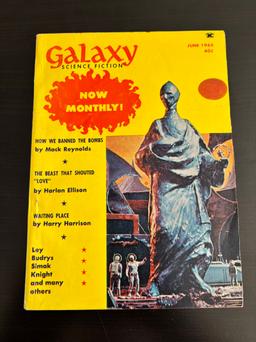 Galaxy
SCIENCE FICTION
JUNE 1968
60¢
NOW
MONTHLY!
HOW WE BANNED THE BOMBS
by Mack Reynolds
THE BEAST THAT SHOUTED
"LOVE"
by Harlan Ellison
WAITING PLACE
by Harry Harrison
Ley
Budrys
Simak
Knight
and many
others